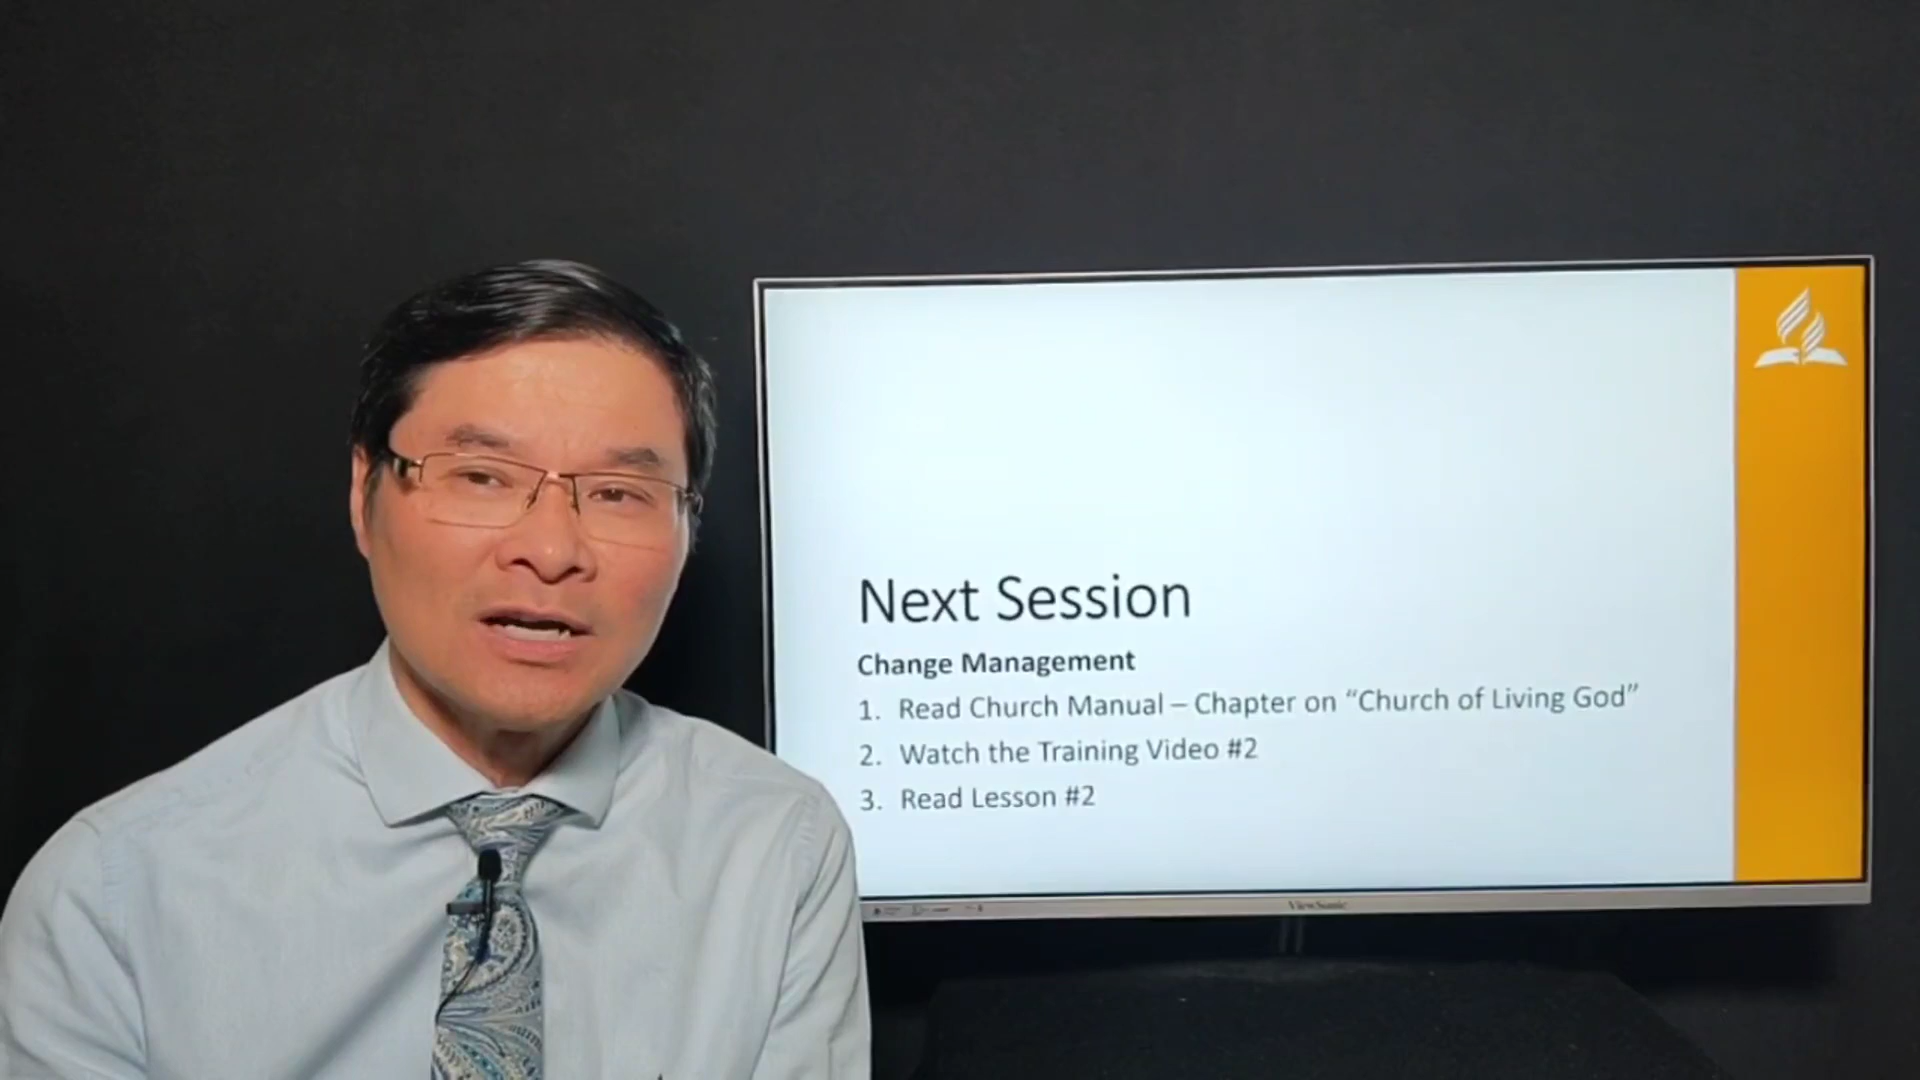 Next Session
Change Management
1. Read Church Manual – Chapter on “Church of Living God”
2. Watch the Training Video #2
3. Read Lesson #2
ViewSonic